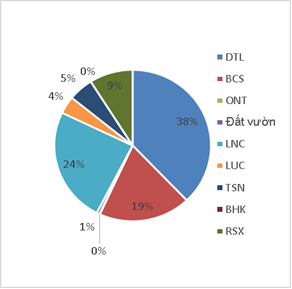 0%
5%
9%
4%
38%
24%
19%
1%
0%
DTL
BCS
ONT
Đất vườn
LNC
LUC
TSN
BHK
RSX